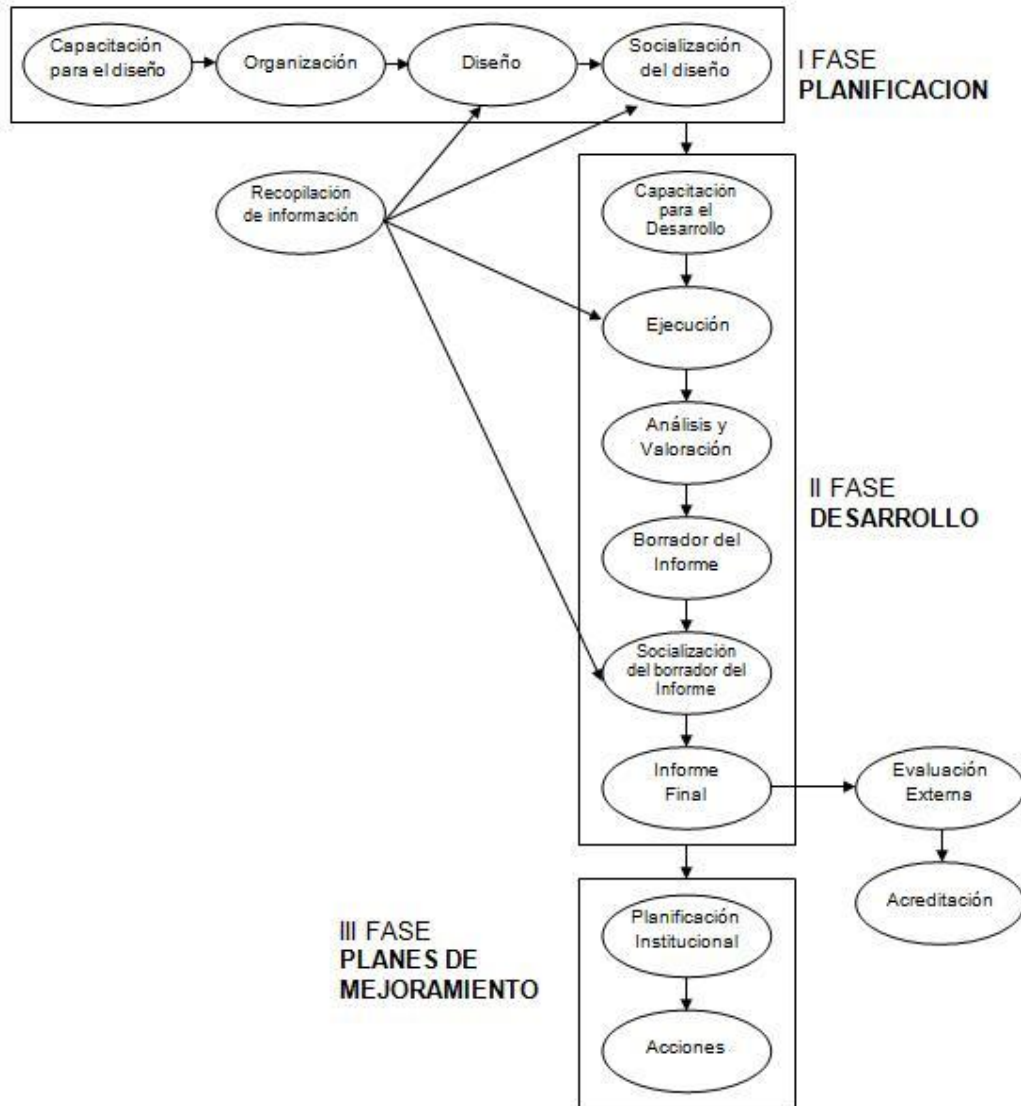 Capacitación
para el diseño
Organización
Diseño
Socialización
del diseño
I FASE
PLANIFICACION
Recopilación
de información
Capacitación
para el
Desarrollo
Ejecución
Análisis y
Valoración
Borrador del
Informe
Socialización
del borrador del
Informe
Informe
Final
II FASE
DESARROLLO
Evaluación
Externa
Acreditación
III FASE
PLANES DE
MEJORAMIENTO
Planificación
Institucional
Acciones